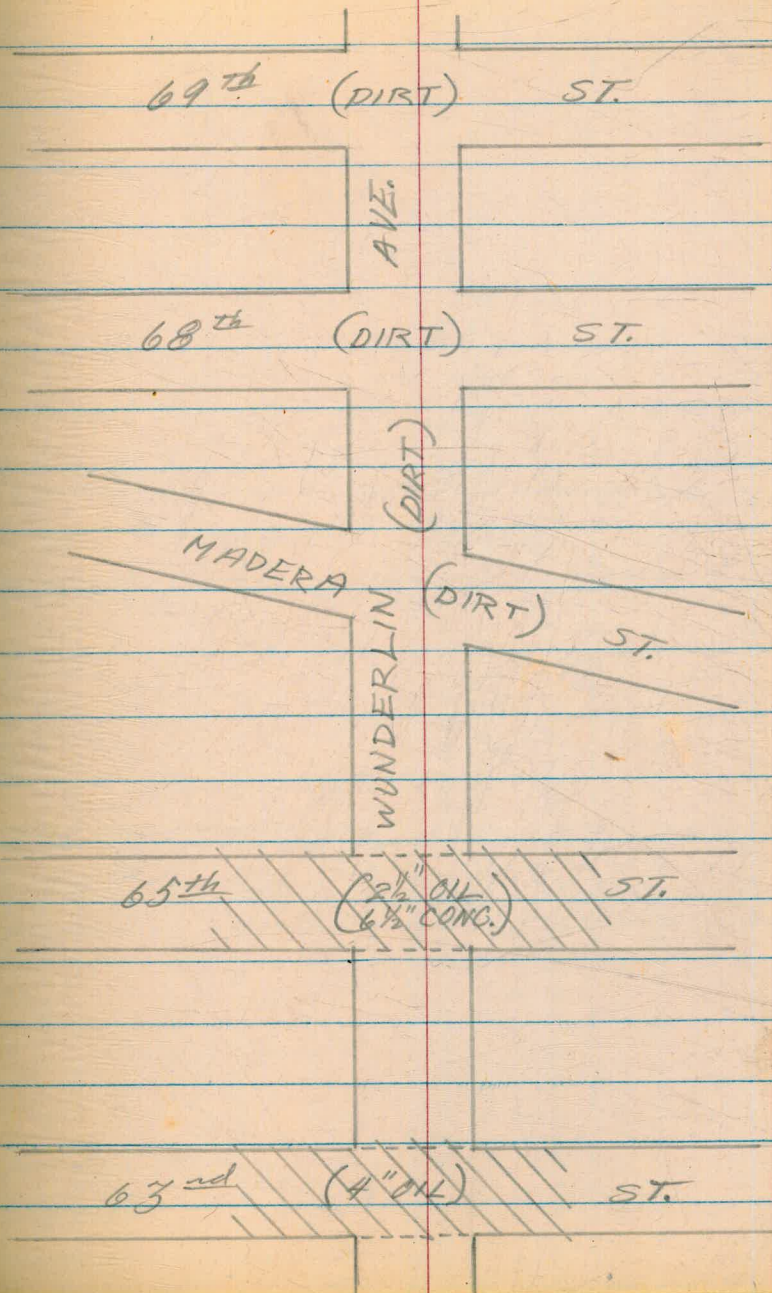 69th (DIRT) ST.
AVE.
68th (DIRT) ST.
(DIRT)
MADERA (DIRT) ST.
WUNDERLIN
65th (2½" OIL 6½" CONC.) ST.
63rd (4" OIL) ST.